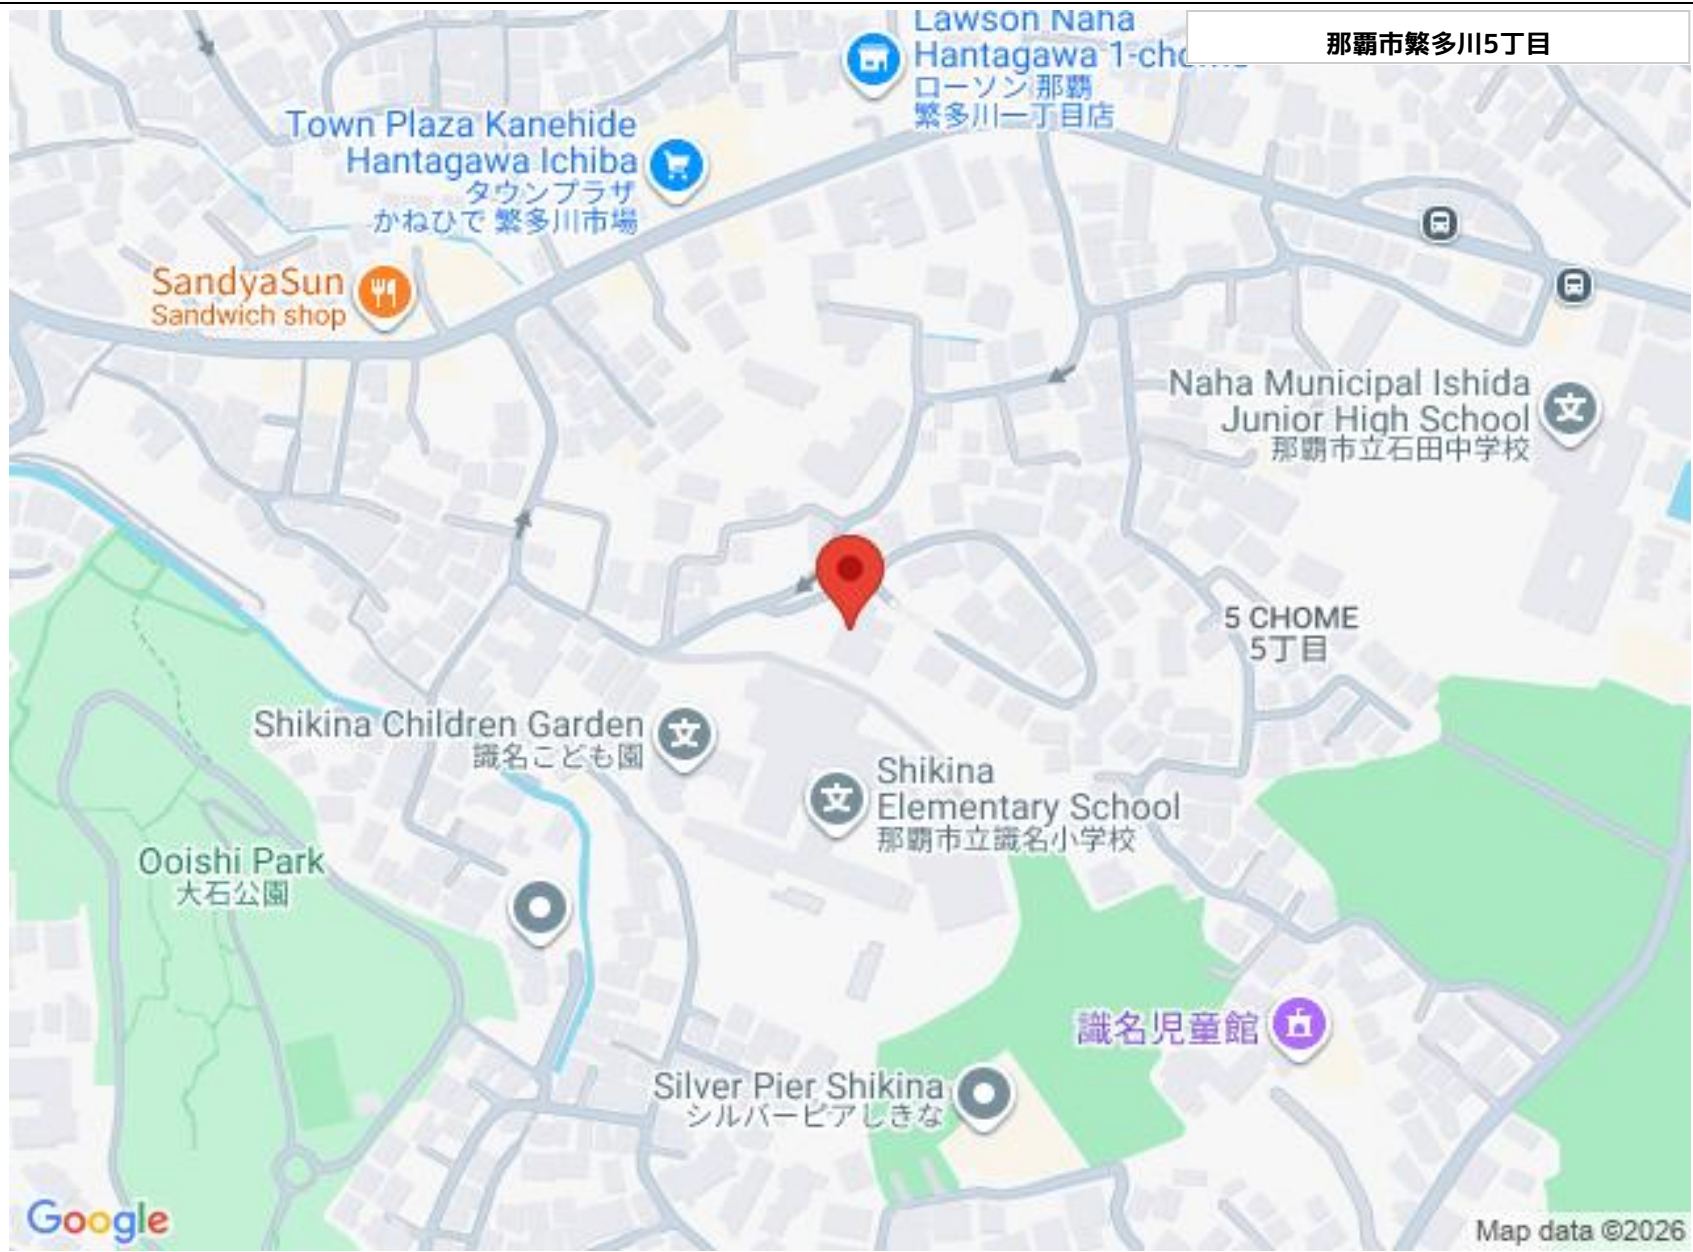 Lawson Naha
Hantagawa 1-chome
ローソン 那覇
繁多川一丁目店
那覇市繁多川5丁目
Town Plaza Kanehide
Hantagawa Ichiba
タウンプラザ
かねひで 繁多川市場
SandyaSun
Sandwich shop
Naha Municipal Ishida
Junior High School
那覇市立石田中学校
5 CHOME
5丁目
Shikina Children Garden
識名こども園
Shikina
Elementary School
那覇市立識名小学校
Ooishi Park
大石公園
識名児童館
Silver Pier Shikina
シルバーピアしきな
Google
Map data ©2026